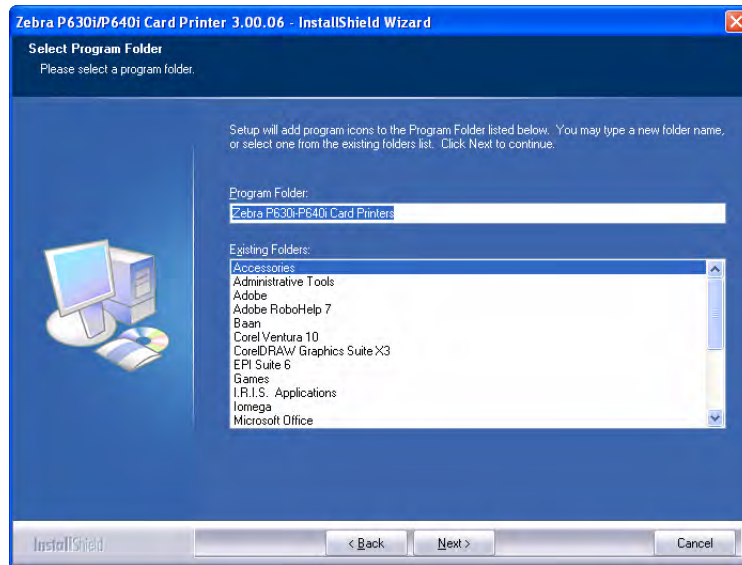 Zebra P630i/P640i Card Printer 3.00.06 - InstallShield Wizard
Select Program Folder
Please select a program folder.
Setup will add program icons to the Program Folder listed below. You may type a new folder name,
or select one from the existing folders list. Click Next to continue.
Program Folder:
Zebra P630i-P640i Card Printers
Existing Folders:
Accessories
Administrative Tools
Adobe
Adobe RoboHelp 7
Baan
Corel Ventura 10
CorelDRAW Graphics Suite X3
EPI Suite 6
Games
I.R.I.S. Applications
Iomega
Microsoft Office
InstallShield
< Back
Next >
Cancel